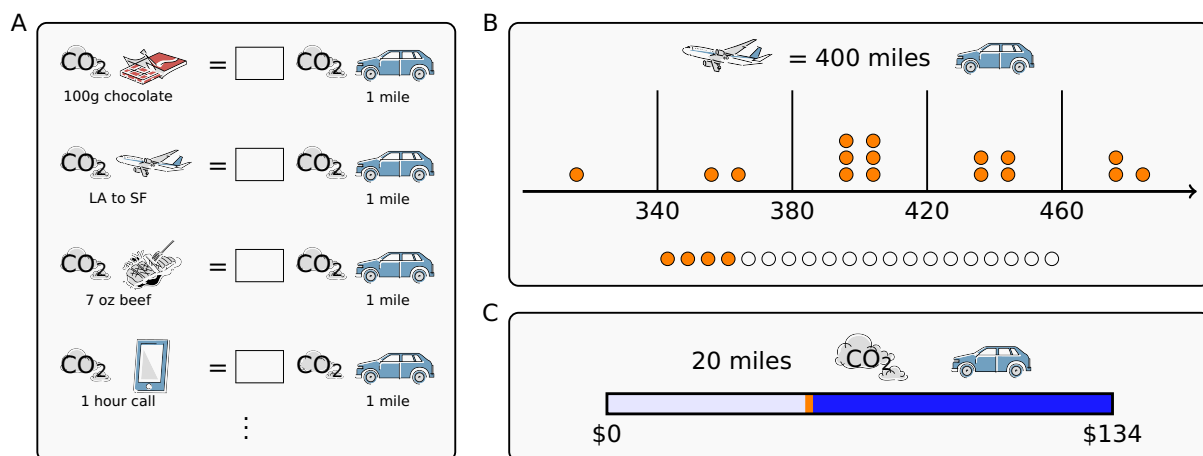 A
CO₂ = CO₂
100g chocolate 1 mile
CO₂ = CO₂
LA to SF 1 mile
CO₂ = CO₂
7 oz beef 1 mile
CO₂ = CO₂
1 hour call 1 mile
⋮
B
= 400 miles
340 380 420 460
C
20 miles CO₂
$0 $134